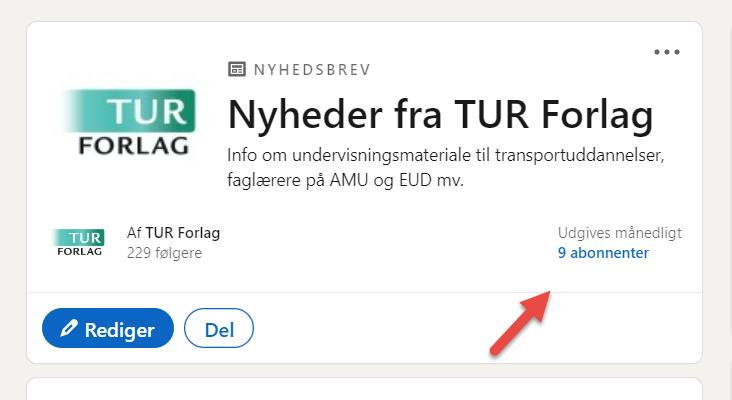 NYHEDSBREV
TUR
FORLAG
Nyheder fra TUR Forlag
Info om undervisningsmateriale til transportuddannelser,
faglærere på AMU og EUD mv.
TUR
FORLAG
Af TUR Forlag
229 følgere
Udgives månedligt
9 abonnenter
Rediger
Del